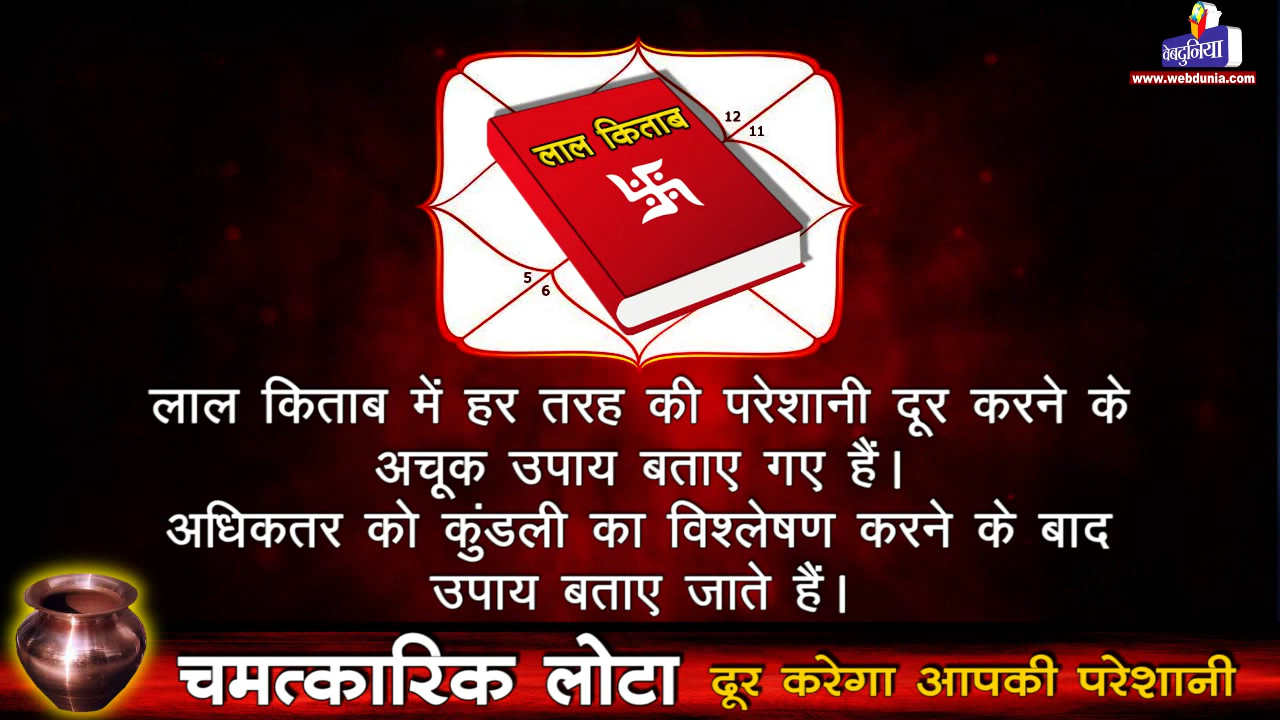 वेबदुनिया
www.webdunia.com
लाल किताब
12
11
5
6
लाल किताब में हर तरह की परेशानी दूर करने के
अचूक उपाय बताए गए हैं।
अधिकतर को कुंडली का विश्लेषण करने के बाद
उपाय बताए जाते हैं।
चमत्कारिक लोटा दूर करेगा आपकी परेशानी